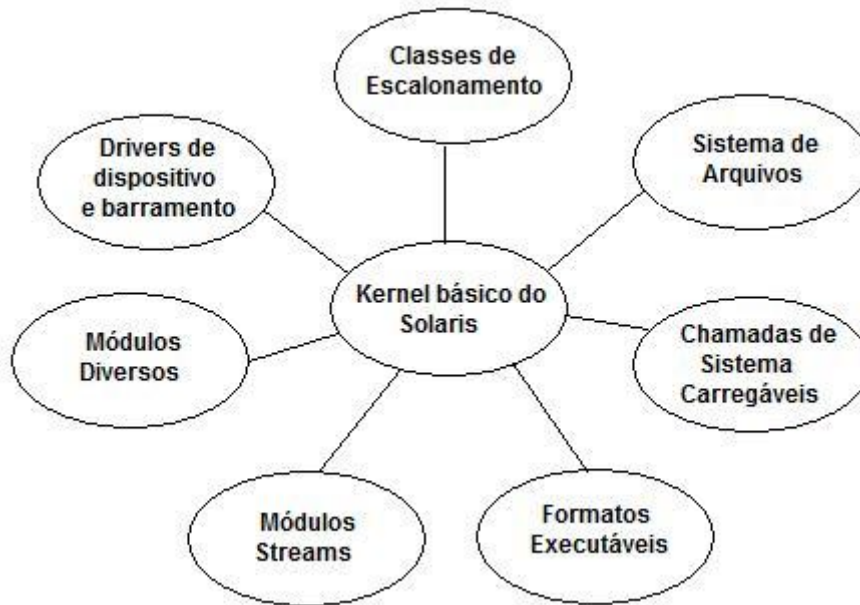 Classes de
Escalonamento
Drivers de
dispositivo
e barramento
Sistema de
Arquivos
Kernel básico do
Solaris
Módulos
Diversos
Chamadas de
Sistema
Carregáveis
Módulos
Streams
Formatos
Executáveis